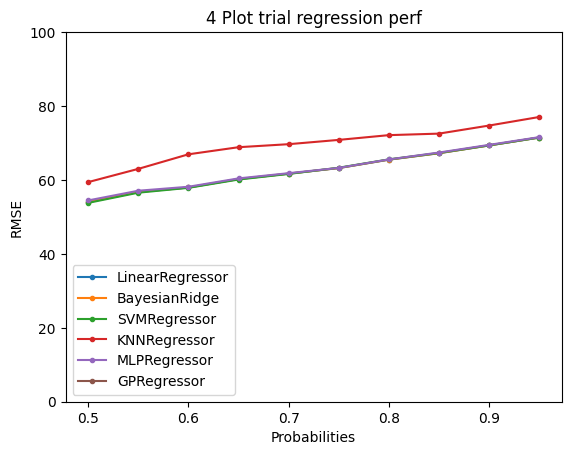 4 Plot trial regression perf
100
80
60
40
20
0
RMSE
LinearRegressor
BayesianRidge
SVMRegressor
KNNRegressor
MLPRegressor
GPRegressor
0.5 0.6 0.7 0.8 0.9
Probabilities